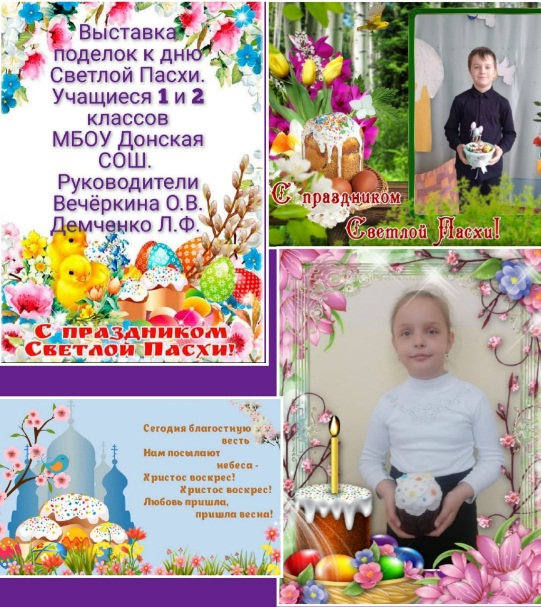 Выставка
поделок к дню
Светлой Пасхи.
Учащиеся 1 и 2
классов
МБОУ Донская
СОШ.
Руководители
Вечёркина О.В.
Демченко Л.Ф.
С праздником
Светлой Пасхи!
С праздником
Светлой Пасхи!
Сегодня благостную
весть
Нам посылают
небеса -
Христос воскрес!
Христос воскрес!
Любовь пришла,
пришла весна!